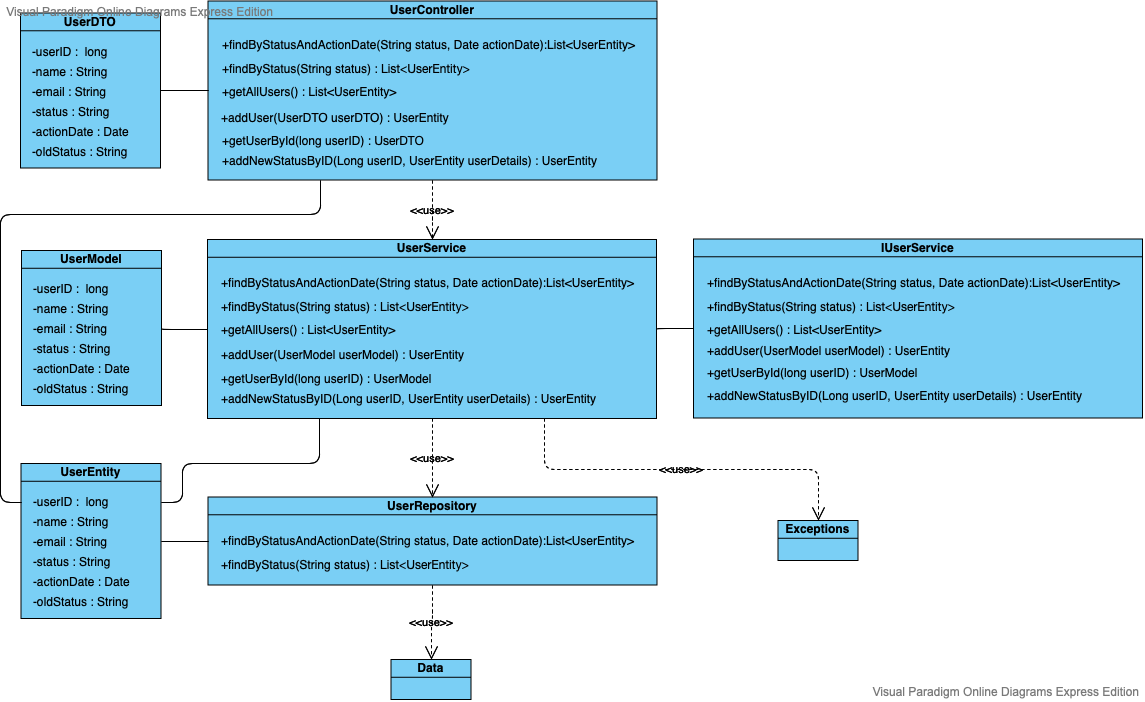 Visual Paradigm Online Diagrams Express Edition
UserDTO
-userID : long
-name : String
-email : String
-status : String
-actionDate : Date
-oldStatus : String
UserController
+findByStatusAndActionDate(String status, Date actionDate):List<UserEntity>
+findByStatus(String status) : List<UserEntity>
+getAllUsers() : List<UserEntity>
+addUser(UserDTO userDTO) : UserEntity
+getUserById(long userID) : UserDTO
+addNewStatusByID(Long userID, UserEntity userDetails) : UserEntity
<<use>>
UserModel
-userID : long
-name : String
-email : String
-status : String
-actionDate : Date
-oldStatus : String
UserService
+findByStatusAndActionDate(String status, Date actionDate):List<UserEntity>
+findByStatus(String status) : List<UserEntity>
+getAllUsers() : List<UserEntity>
+addUser(UserModel userModel) : UserEntity
+getUserById(long userID) : UserModel
+addNewStatusByID(Long userID, UserEntity userDetails) : UserEntity
IUserService
+findByStatusAndActionDate(String status, Date actionDate):List<UserEntity>
+findByStatus(String status) : List<UserEntity>
+getAllUsers() : List<UserEntity>
+addUser(UserModel userModel) : UserEntity
+getUserById(long userID) : UserModel
+addNewStatusByID(Long userID, UserEntity userDetails) : UserEntity
<<use>>
<<use>>
UserEntity
-userID : long
-name : String
-email : String
-status : String
-actionDate : Date
-oldStatus : String
UserRepository
+findByStatusAndActionDate(String status, Date actionDate):List<UserEntity>
+findByStatus(String status) : List<UserEntity>
Exceptions
<<use>>
Data
Visual Paradigm Online Diagrams Express Edition